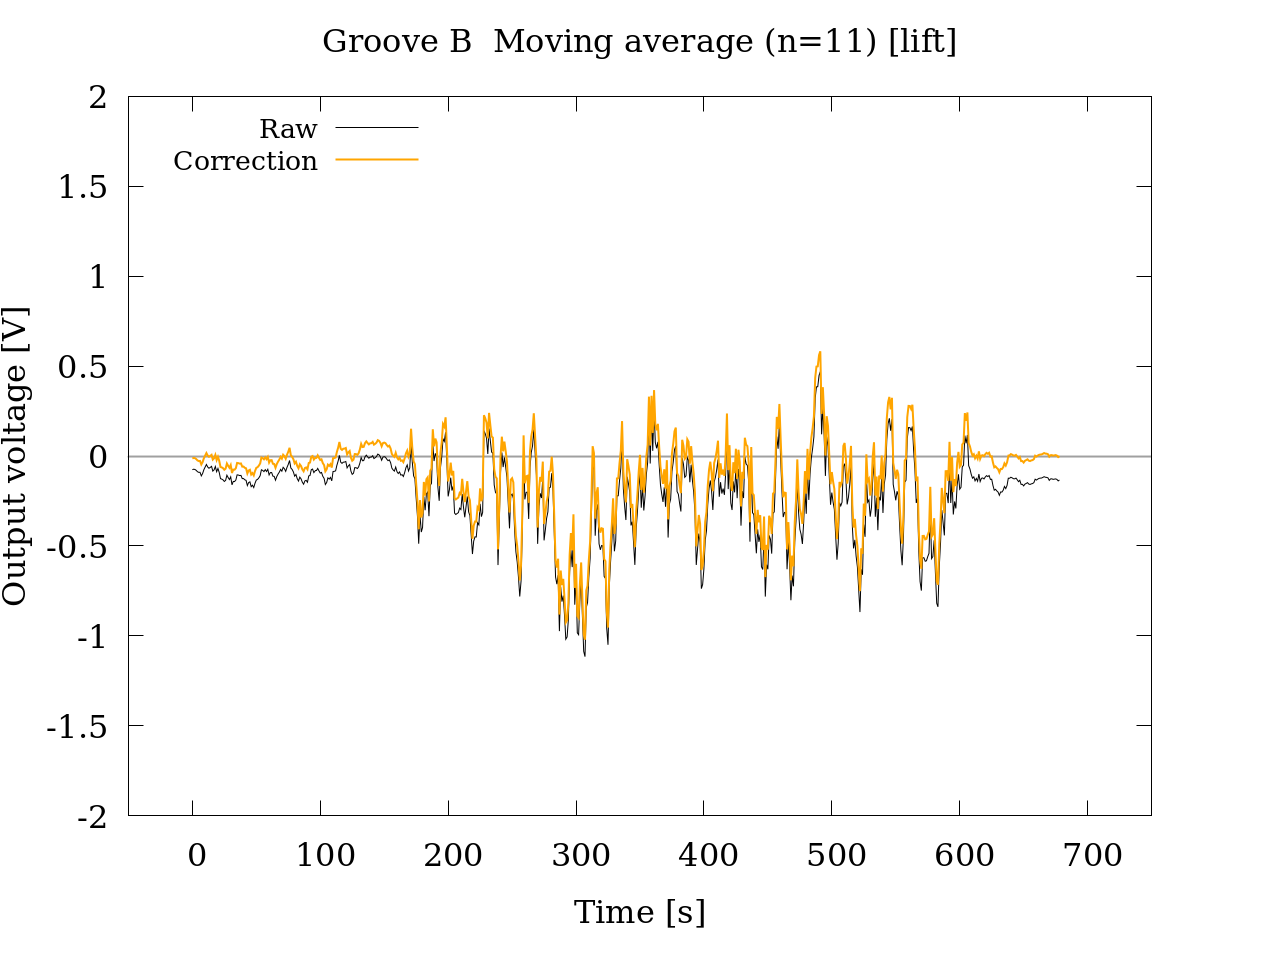 Groove B  Moving average (n=11) [lift]
Raw
Correction
2
1.5
1
0.5
0
-0.5
-1
-1.5
-2
Output voltage [V]
0 100 200 300 400 500 600 700
Time [s]